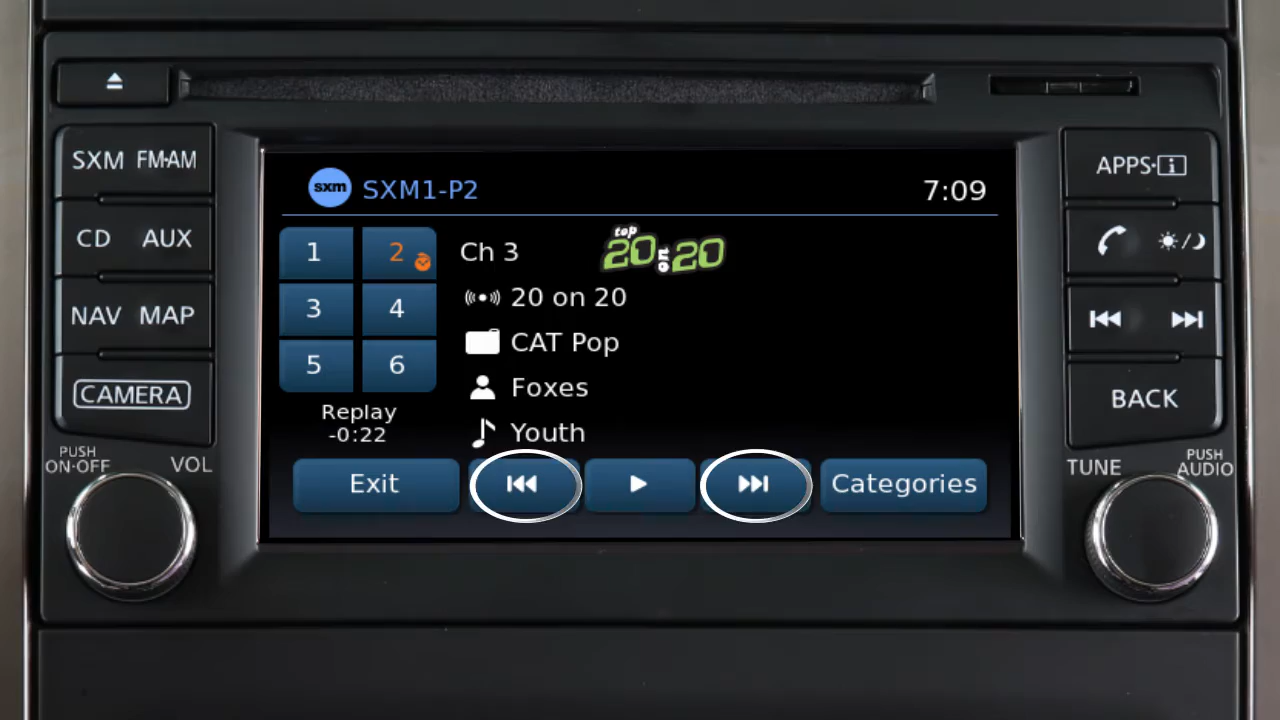 SXM FM·AM
CD AUX
NAV MAP
CAMERA
PUSH
ON·OFF
VOL
sxm SXM1-P2
7:09
1 2
3 4
5 6
Replay
-0:22
Ch 3
top
20 on 20
20 on 20
CAT Pop
Foxes
Youth
Exit
Categories
APPS·i
BACK
TUNE
PUSH
AUDIO